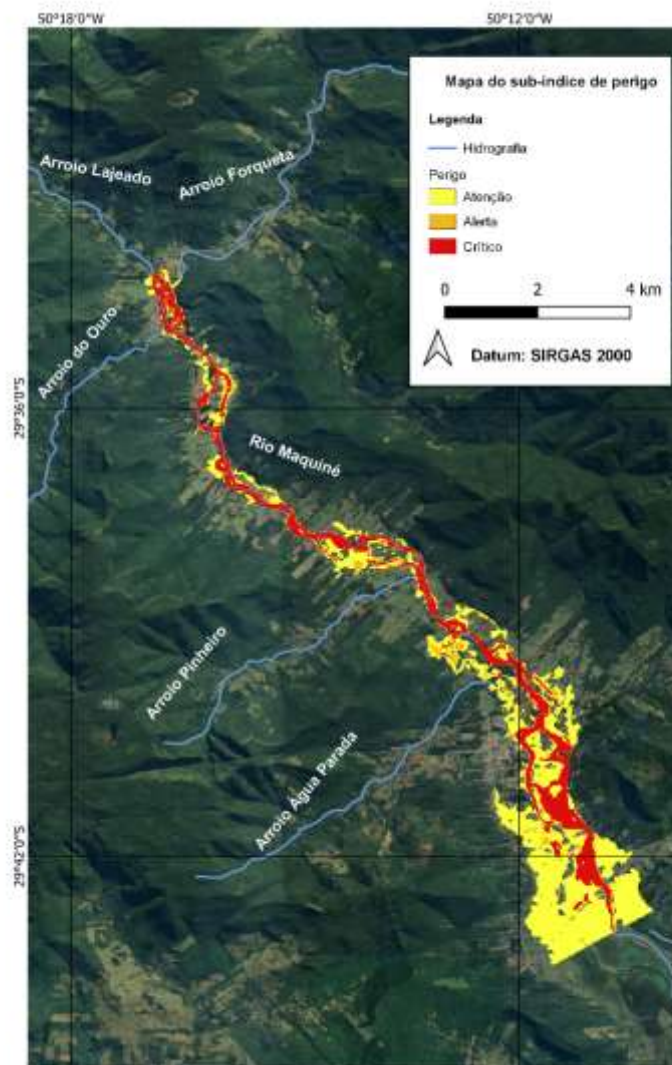 50°18'0"W
50°12'0"W
Mapa do sub-índice de perigo
Legenda
Hidrografia
Perigo
Atenção
Alerta
Crítico
0 2 4 km
Datum: SIRGAS 2000
Arroio Lajeado
Arroio Forqueta
Arroio do Ouro
29°36'0"S
Rio Maquiné
Arroio Pinheiro
Arroio Água Parada
29°42'0"S